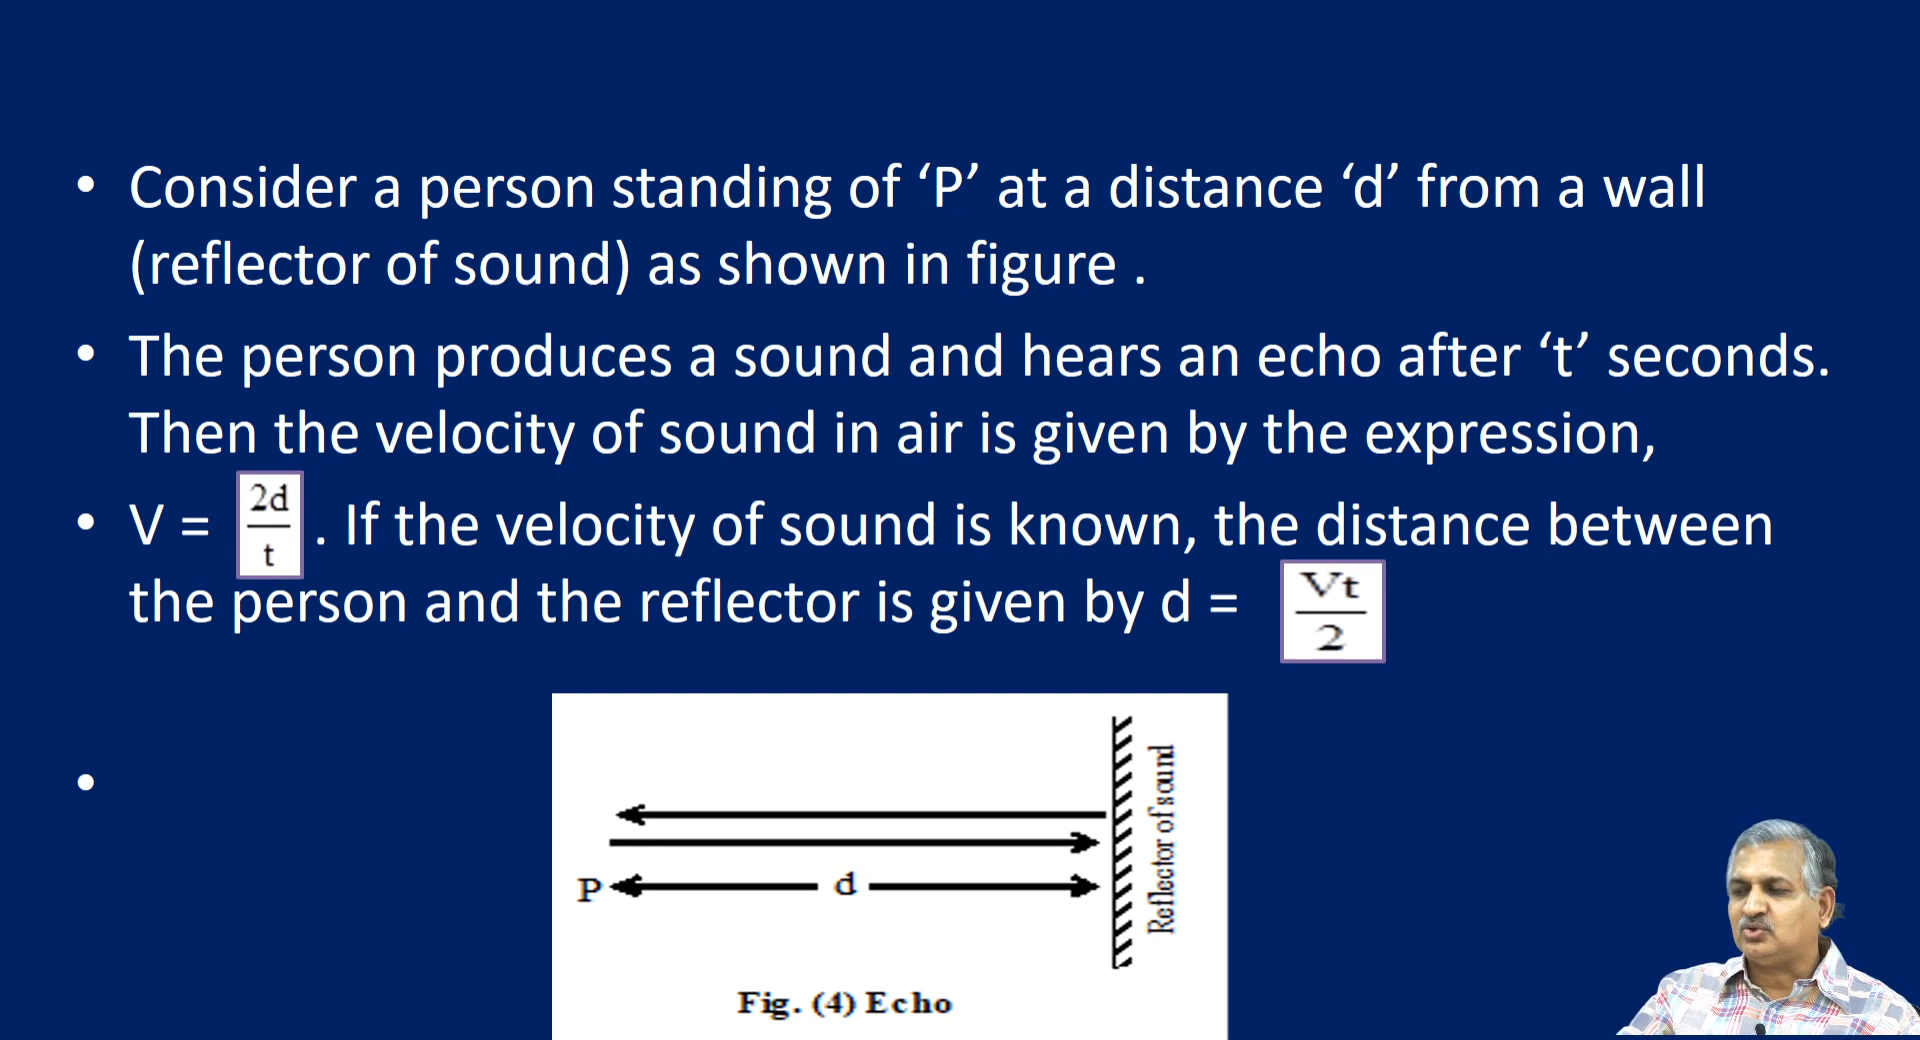 • Consider a person standing of ‘P’ at a distance ‘d’ from a wall
(reflector of sound) as shown in figure .
• The person produces a sound and hears an echo after ‘t’ seconds.
Then the velocity of sound in air is given by the expression,
• V = 2d/t . If the velocity of sound is known, the distance between
the person and the reflector is given by d = Vt/2
•
P d
Reflector of sound
Fig. (4) Echo